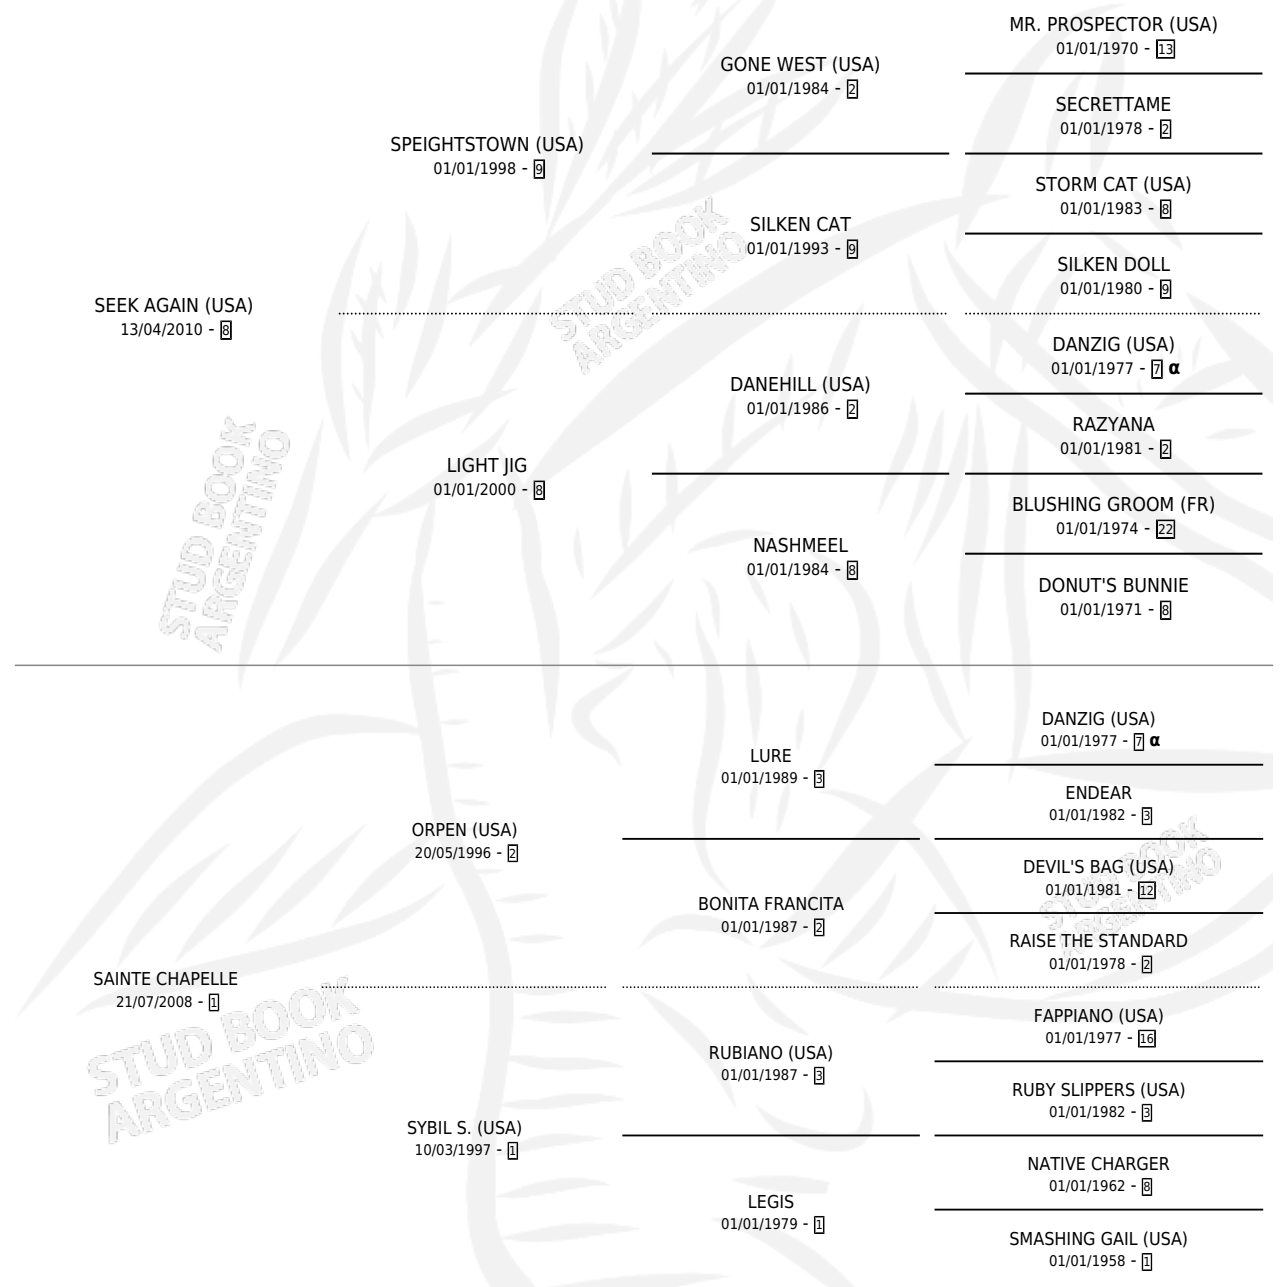 MR. PROSPECTOR (USA)
01/01/1970 - 13
GONE WEST (USA)
01/01/1984 - 2
SECRETTAME
01/01/1978 - 2
SPEIGHTSTOWN (USA)
01/01/1998 - 9
STORM CAT (USA)
01/01/1983 - 8
SILKEN CAT
01/01/1993 - 9
SILKEN DOLL
01/01/1980 - 9
SEEK AGAIN (USA)
13/04/2010 - 8
DANZIG (USA)
01/01/1977 - 7 α
DANEHILL (USA)
01/01/1986 - 2
RAZYANA
01/01/1981 - 2
LIGHT JIG
01/01/2000 - 8
BLUSHING GROOM (FR)
01/01/1974 - 22
NASHMEEL
01/01/1984 - 8
DONUT'S BUNNIE
01/01/1971 - 8
STUD BOOK
ARGENTINO
STUD BOOK
ARGENTINO
DANZIG (USA)
01/01/1977 - 7 α
LURE
01/01/1989 - 3
ENDEAR
01/01/1982 - 3
ORPEN (USA)
20/05/1996 - 2
DEVIL'S BAG (USA)
01/01/1981 - 12
BONITA FRANCITA
01/01/1987 - 2
RAISE THE STANDARD
01/01/1978 - 2
SAINTE CHAPELLE
21/07/2008 - 1
FAPPIANO (USA)
01/01/1977 - 16
RUBIANO (USA)
01/01/1987 - 3
RUBY SLIPPERS (USA)
01/01/1982 - 3
SYBIL S. (USA)
10/03/1997 - 1
NATIVE CHARGER
01/01/1962 - 8
LEGIS
01/01/1979 - 1
SMASHING GAIL (USA)
01/01/1958 - 1
STUD BOOK
ARGENTINO
STUD BOOK
ARGENTINO